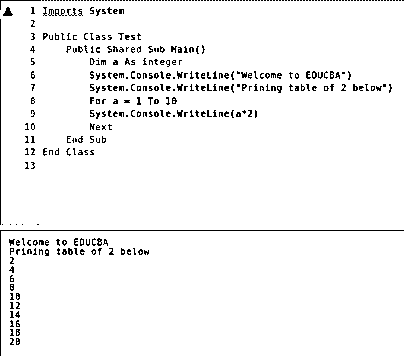 1 Imports System
2
3 Public Class Test
4 Public Shared Sub Main()
5 Dim a As integer
6 System.Console.WriteLine("Welcome to EDUCBA")
7 System.Console.WriteLine("Prining table of 2 below")
8 For a = 1 To 10
9 System.Console.WriteLine(a*2)
10 Next
11 End Sub
12 End Class
13
Welcome to EDUCBA
Prining table of 2 below
2
4
6
8
10
12
14
16
18
20